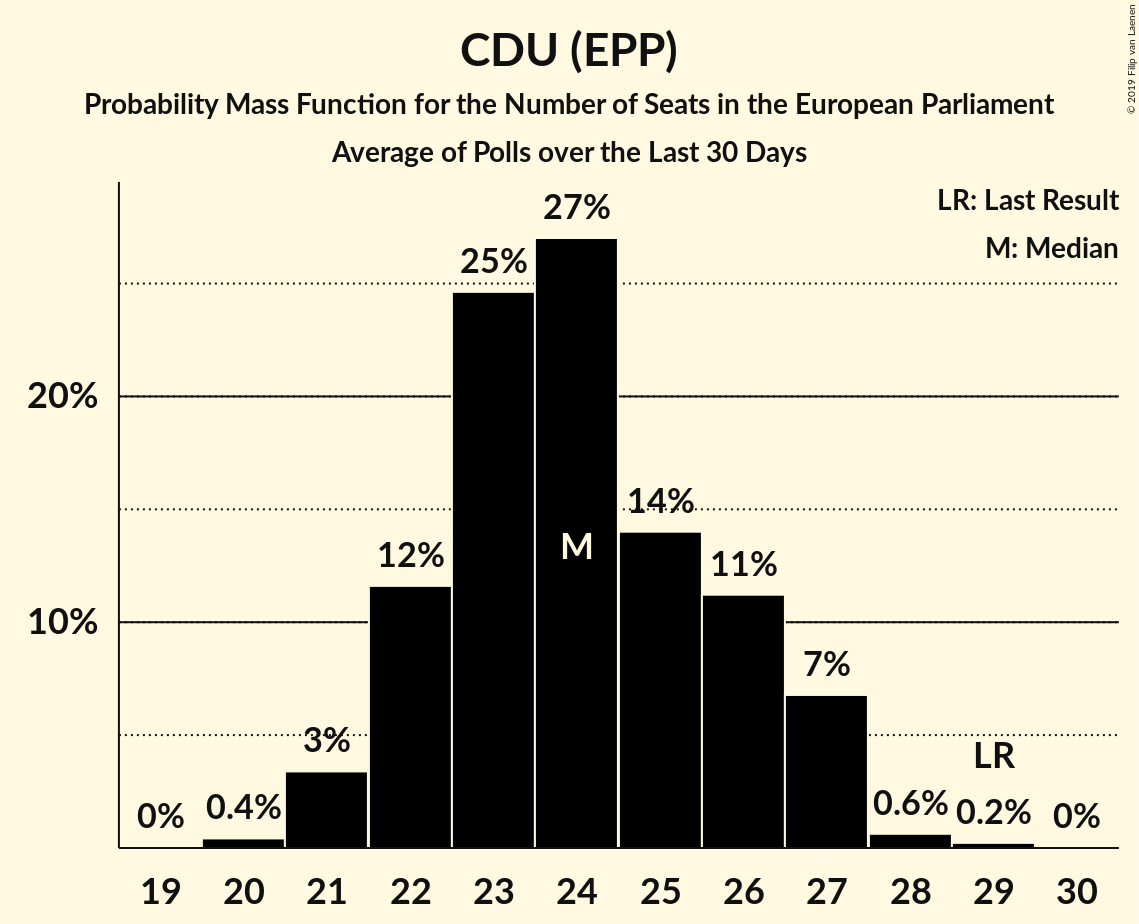 CDU (EPP)
Probability Mass Function for the Number of Seats in the European Parliament
Average of Polls over the Last 30 Days
© 2019 Filip van Laenen
LR: Last Result
M: Median
27%
25%
20%
14%
M
12%
11%
10%
7%
3%
LR
0%
0.4%
0.6%
0.2%
0%
19 20 21 22 23 24 25 26 27 28 29 30